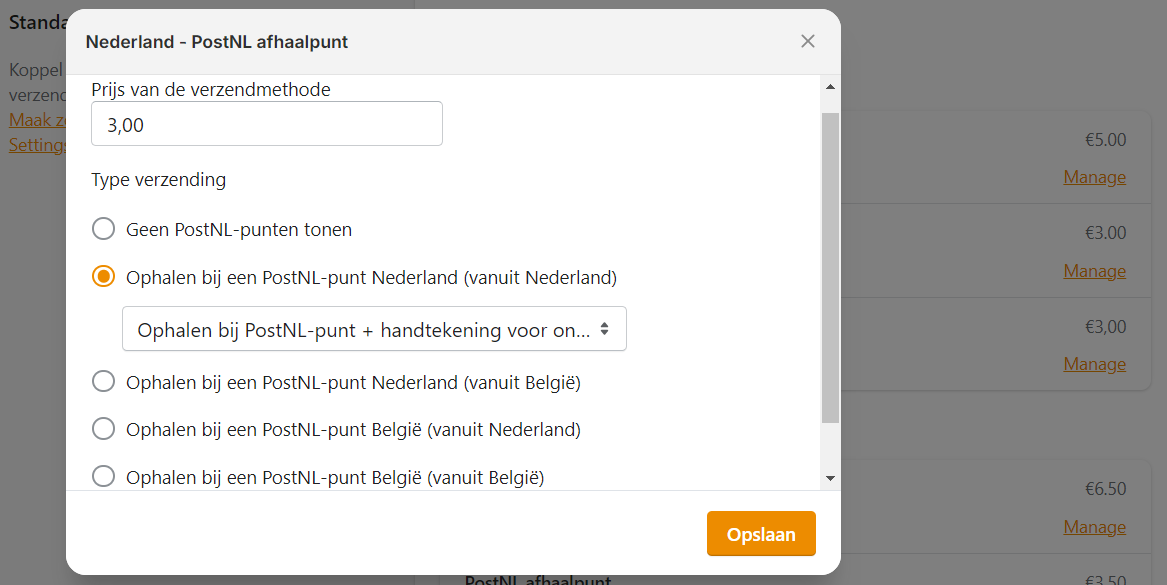 Standa
Nederland - PostNL afhaalpunt
Koppel
verzend
Maak zo
Settings
Prijs van de verzendmethode
3,00
Type verzending
Geen PostNL-punten tonen
Ophalen bij een PostNL-punt Nederland (vanuit Nederland)
Ophalen bij PostNL-punt + handtekening voor on...
Ophalen bij een PostNL-punt Nederland (vanuit België)
Ophalen bij een PostNL-punt België (vanuit Nederland)
Ophalen bij een PostNL-punt België (vanuit België)
Opslaan
€5.00
Manage
€3.00
Manage
€3,00
Manage
€6.50
Manage
PostNL afhaalpunt
€3.50